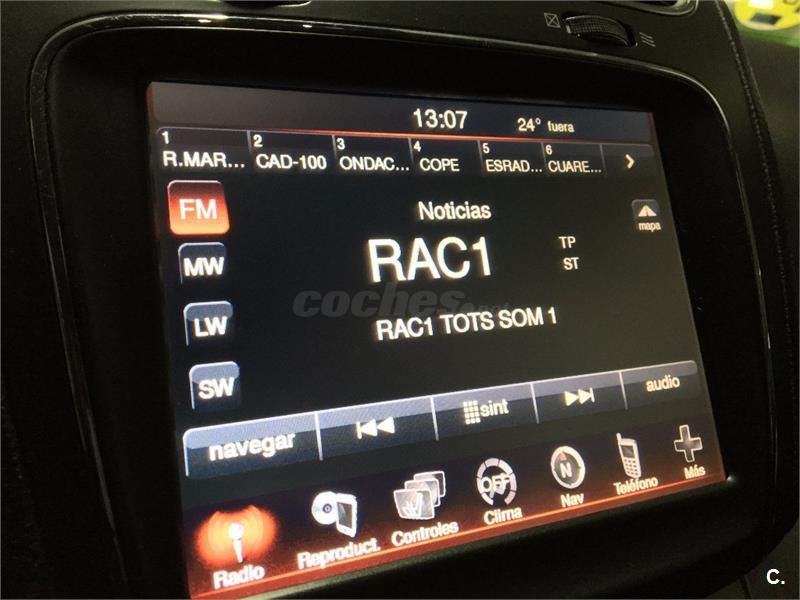 13:07 24° fuera
1 R.MAR... 2 CAD-100 3 ONDAC... 4 COPE 5 ESRAD... 6 CUARE...
FM
Noticias
mapa
RAC1
TP
ST
MW
coches.net
LW
RAC1 TOTS SOM 1
SW
navegar
sint
audio
Radio
Reproduct.
Controles
OFF
Clima
N
Nav
Teléfono
Más
C.